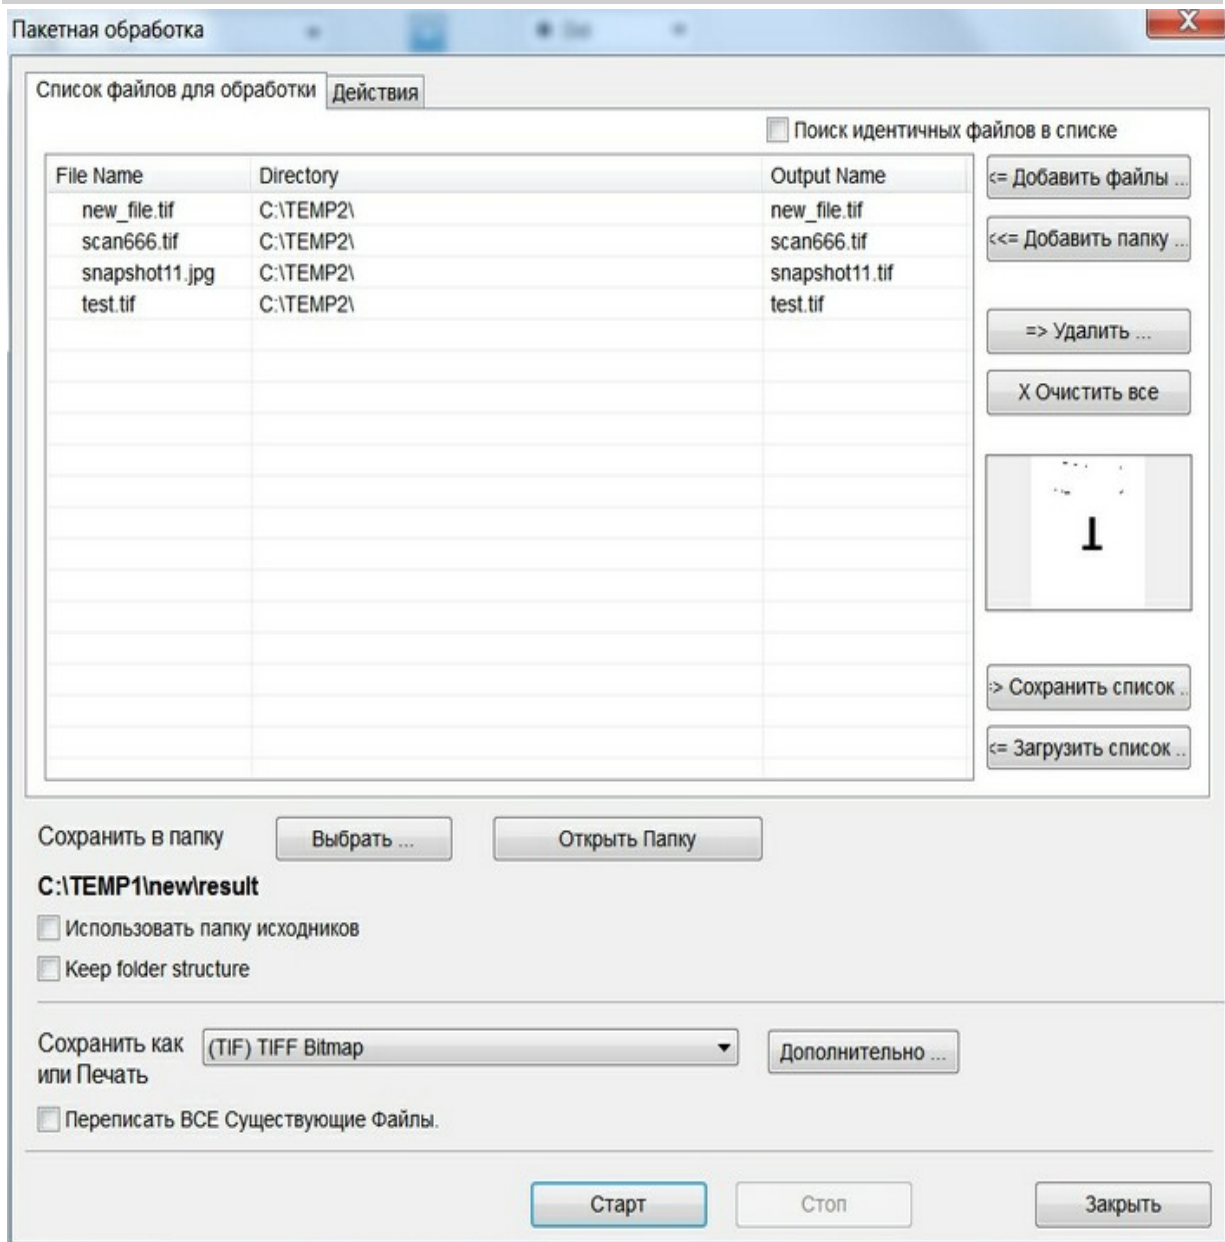 Пакетная обработка
X
Список файлов для обработки
Действия
Поиск идентичных файлов в списке
File Name Directory Output Name
new_file.tif C:\TEMP2\ new_file.tif
scan666.tif C:\TEMP2\ scan666.tif
snapshot11.jpg C:\TEMP2\ snapshot11.tif
test.tif C:\TEMP2\ test.tif
<= Добавить файлы ...
<<= Добавить папку ...
=> Удалить ...
X Очистить все
=> Сохранить список ..
<= Загрузить список ..
Сохранить в папку
Выбрать ...
Открыть Папку
C:\TEMP1\new\result
Использовать папку исходников
Keep folder structure
Сохранить как
или Печать
(TIF) TIFF Bitmap
Дополнительно ...
Переписать ВСЕ Существующие Файлы.
Старт
Стоп
Закрыть